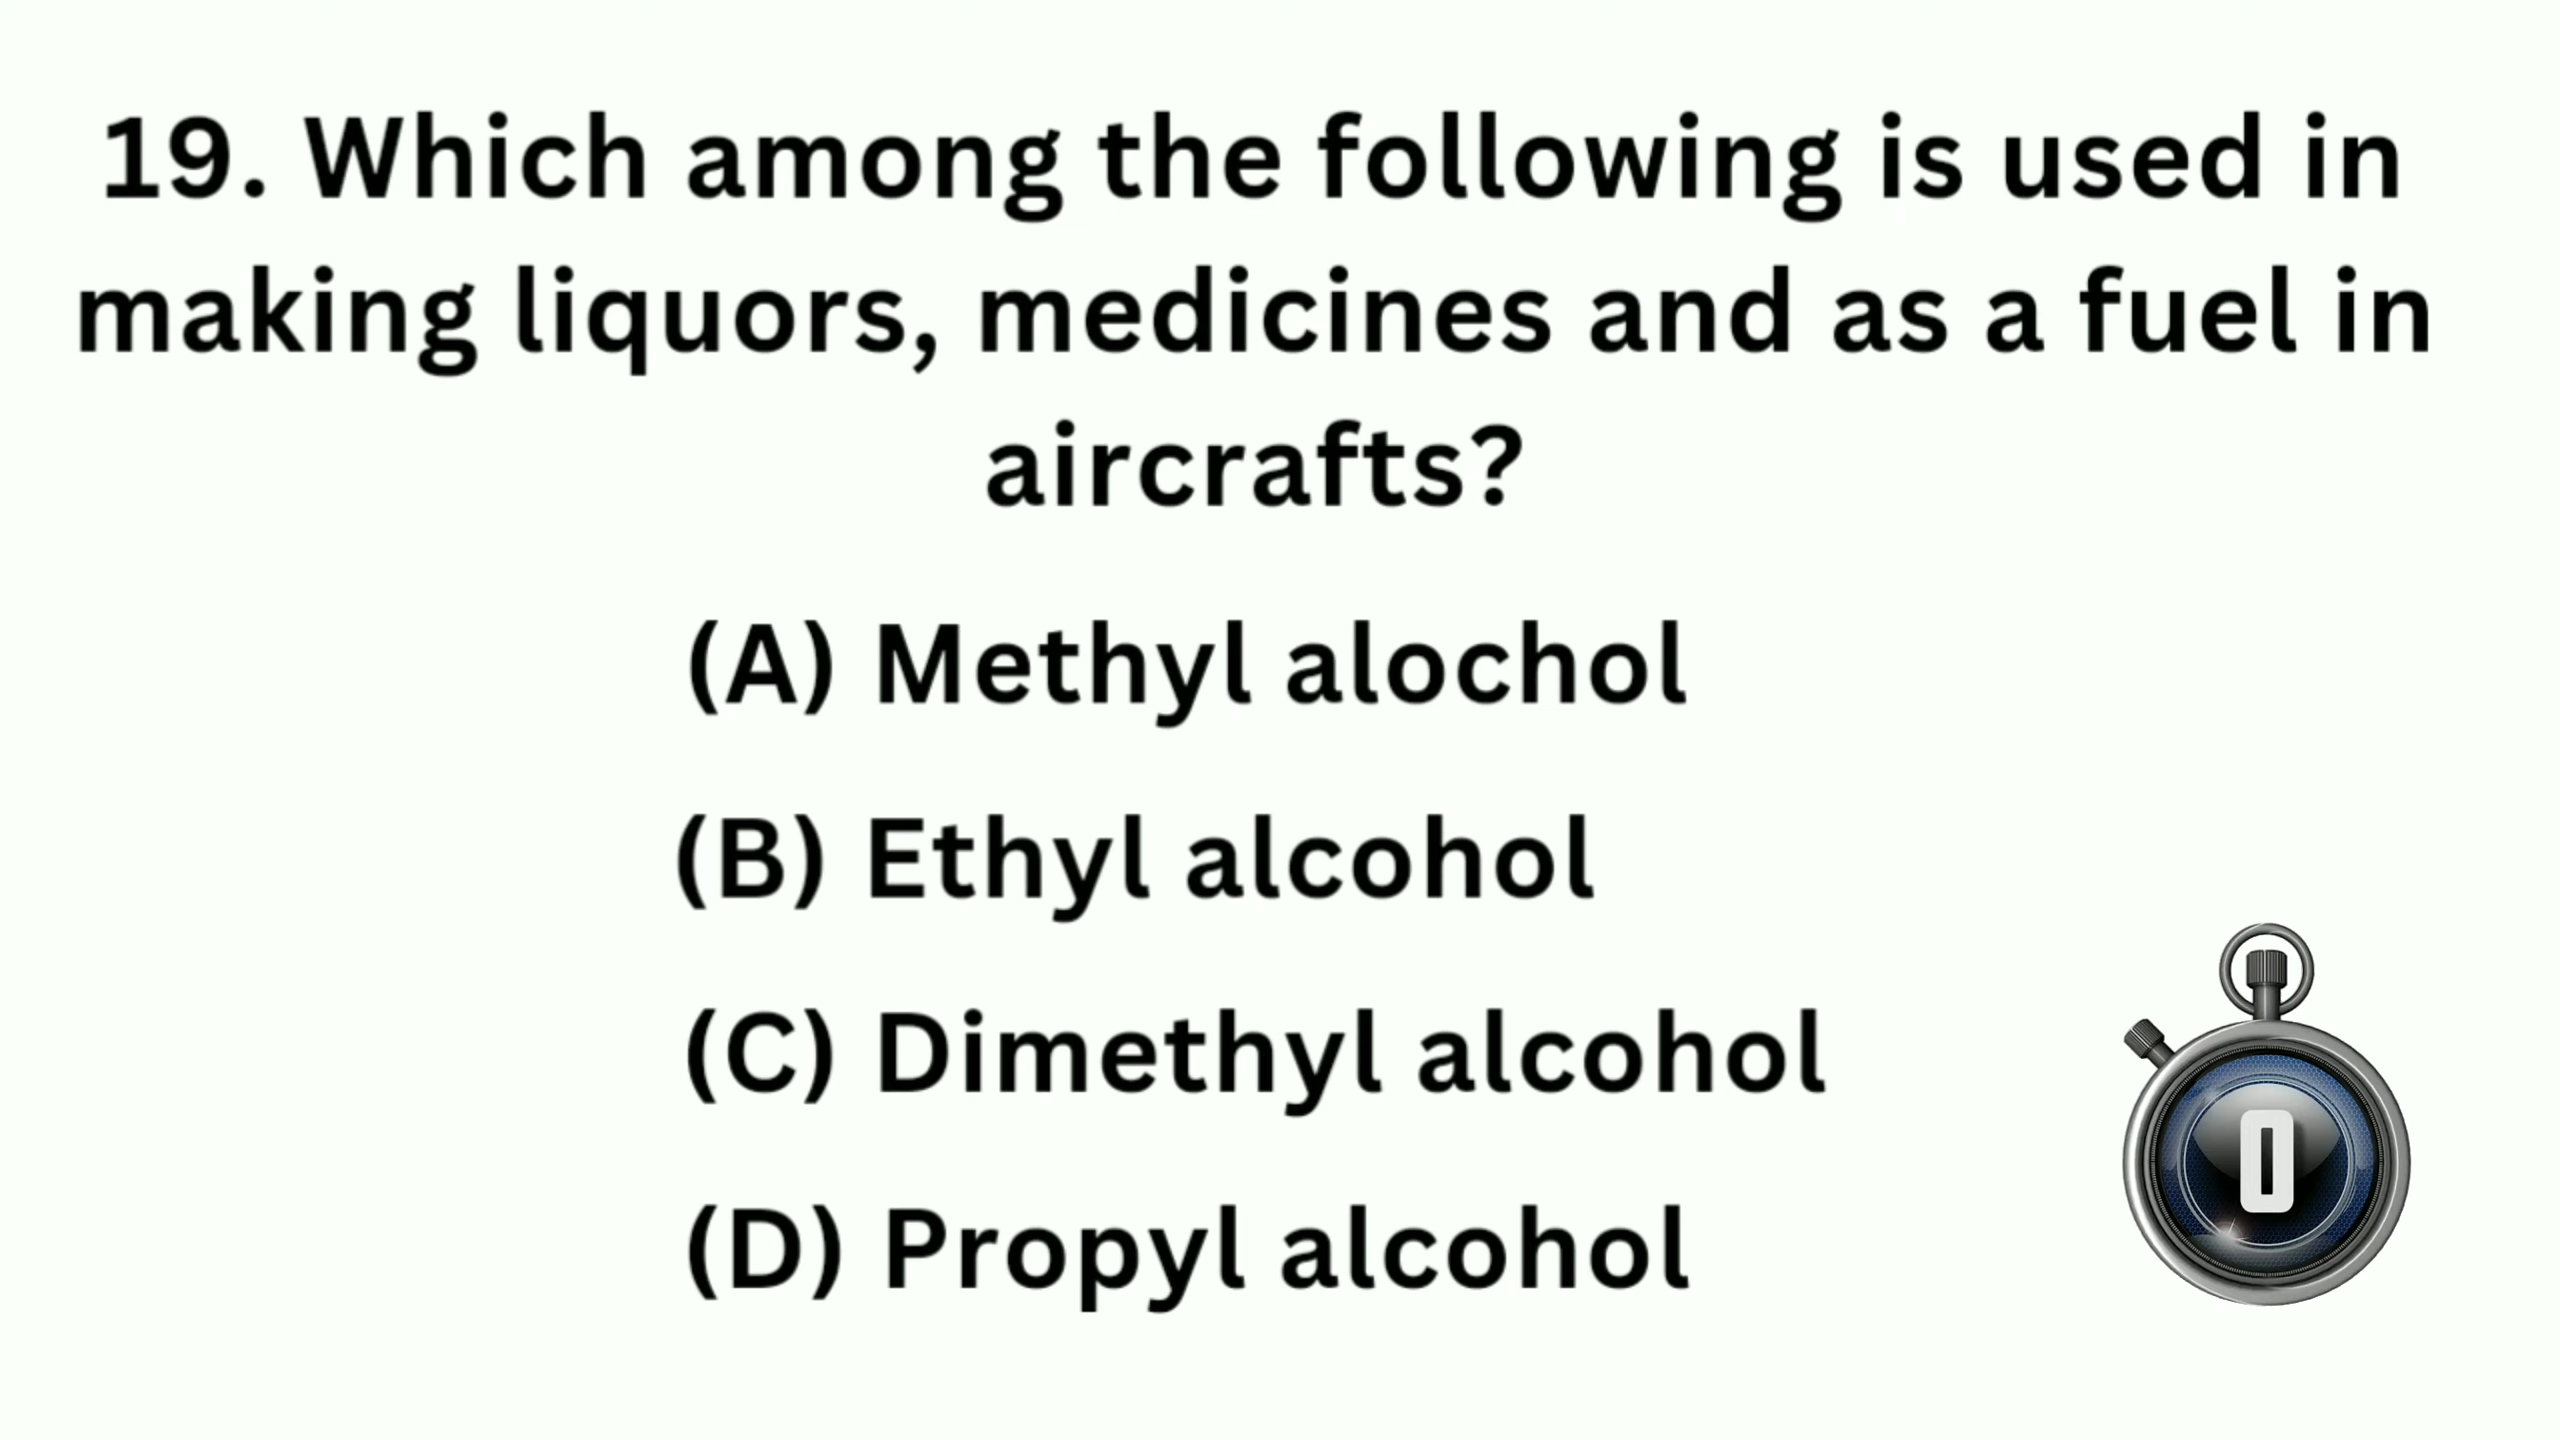 19. Which among the following is used in
making liquors, medicines and as a fuel in
aircrafts?
(A) Methyl alochol
(B) Ethyl alcohol
(C) Dimethyl alcohol
(D) Propyl alcohol
0